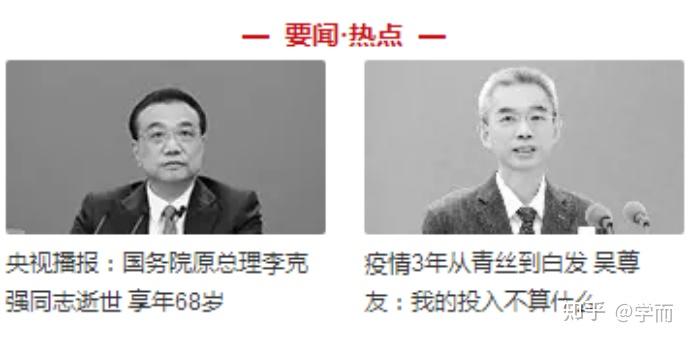 — 要闻·热点 —
央视播报：国务院原总理李克
强同志逝世 享年68岁
疫情3年从青丝到白发 吴尊
友：我的投入不算什么
知乎 @学而